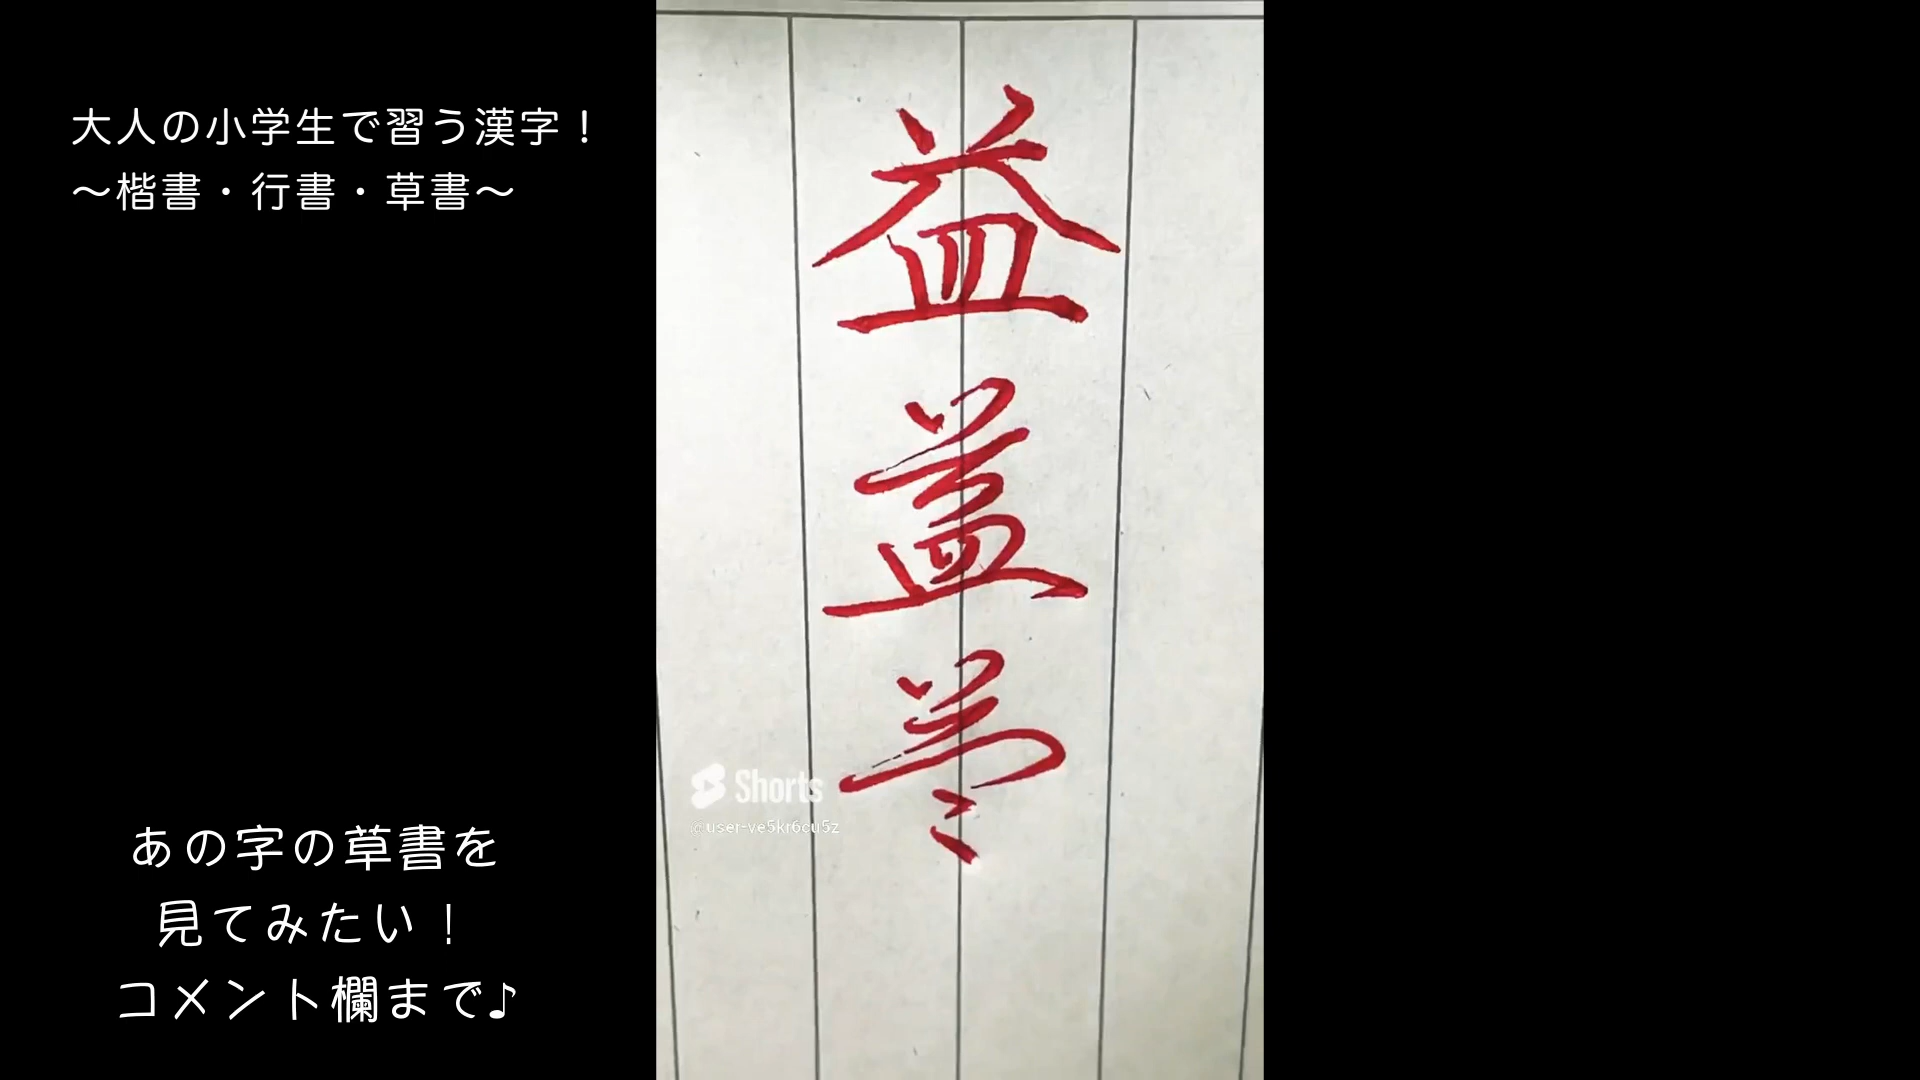 大人の小学生で習う漢字！
～楷書・行書・草書～
益
益
益
Shorts
@user-ve5kr6cu5z
あの字の草書を
見てみたい！
コメント欄まで♪